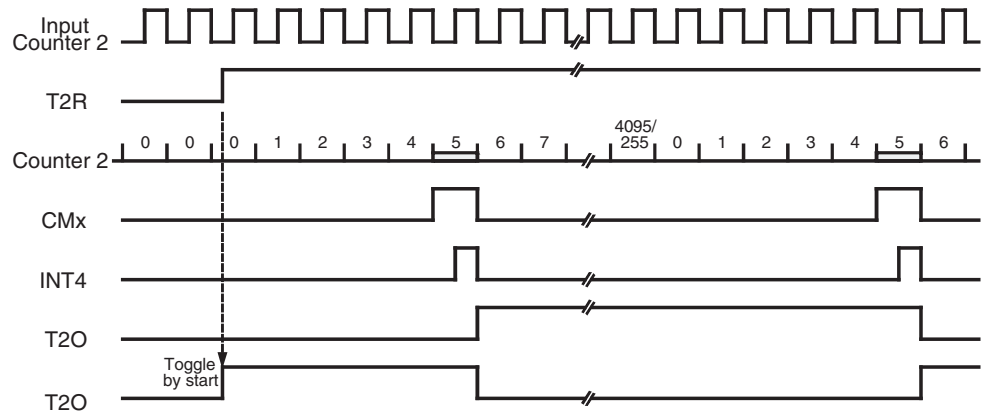 Input
Counter 2
T2R
4095/
0 0 0 1 2 3 4 5 6 7 255 0 1 2 3 4 5 6
Counter 2
CMx
INT4
T2O
Toggle
by start
T2O